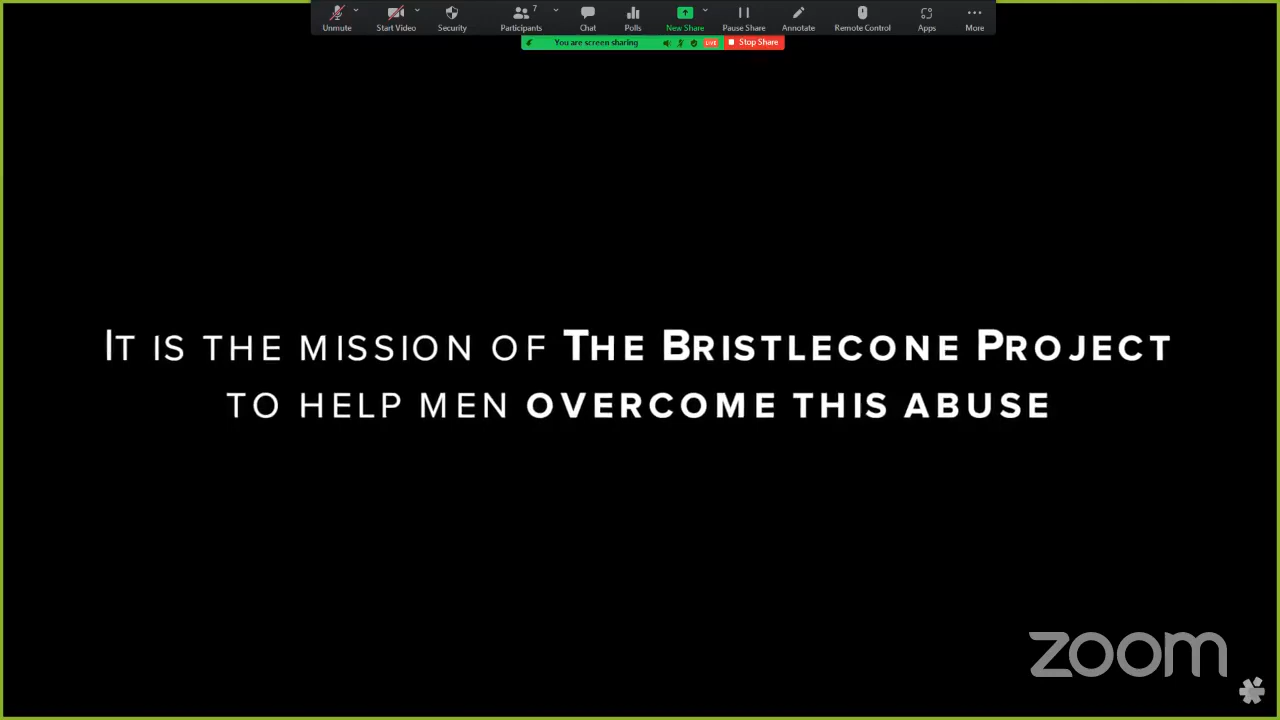 Unmute Start Video Security Participants 7 Chat Polls New Share Pause Share Annotate Remote Control Apps More
You are screen sharing LIVE Stop Share
IT IS THE MISSION OF THE BRISTLECONE PROJECT
TO HELP MEN OVERCOME THIS ABUSE
zoom